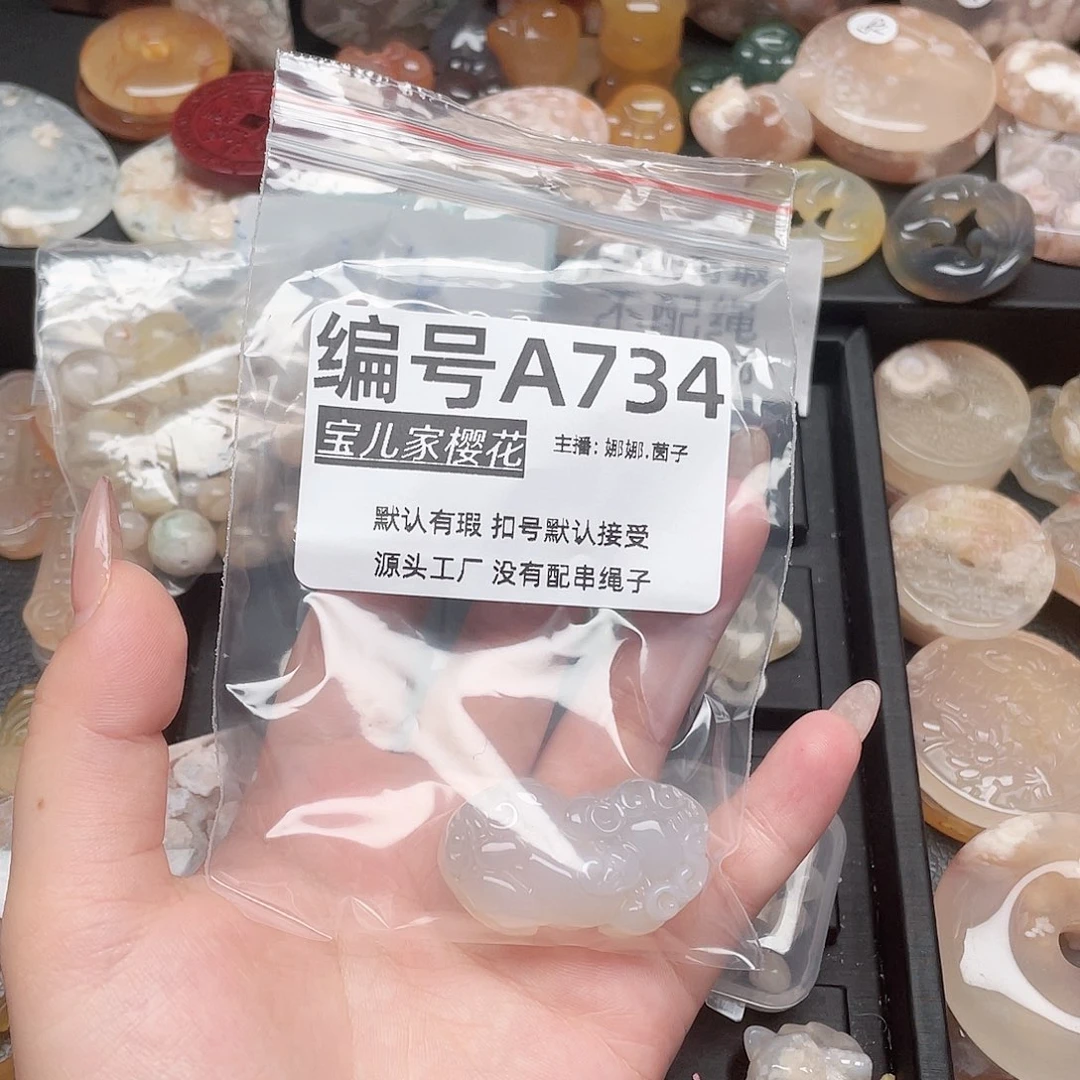 编号A734
宝儿家樱花 主播: 娜娜.菌子
默认有瑕 扣号默认接受
源头工厂 没有配串绳子